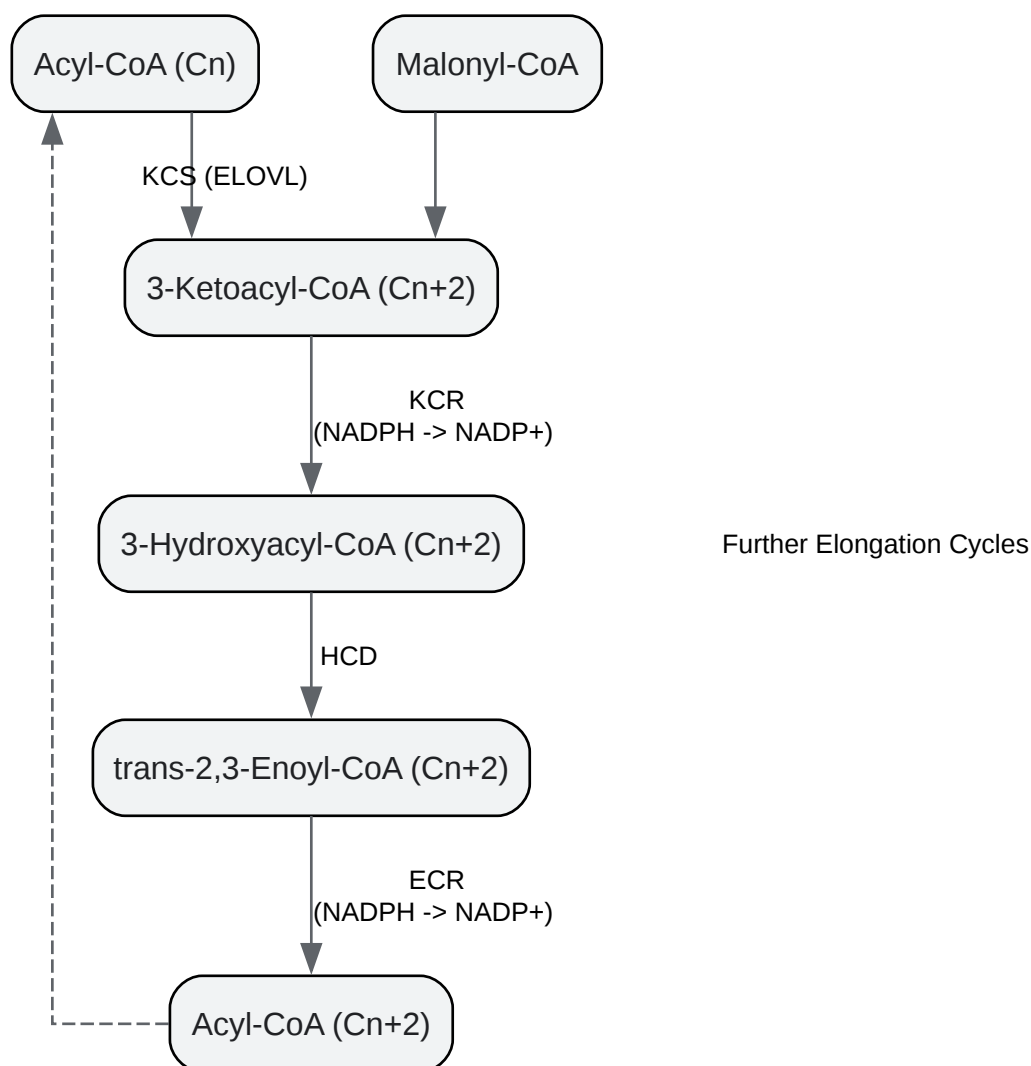 Acyl-CoA (Cn)
Malonyl-CoA
KCS (ELOVL)
3-Ketoacyl-CoA (Cn+2)
KCR
(NADPH -> NADP+)
3-Hydroxyacyl-CoA (Cn+2)
Further Elongation Cycles
HCD
trans-2,3-Enoyl-CoA (Cn+2)
ECR
(NADPH -> NADP+)
Acyl-CoA (Cn+2)